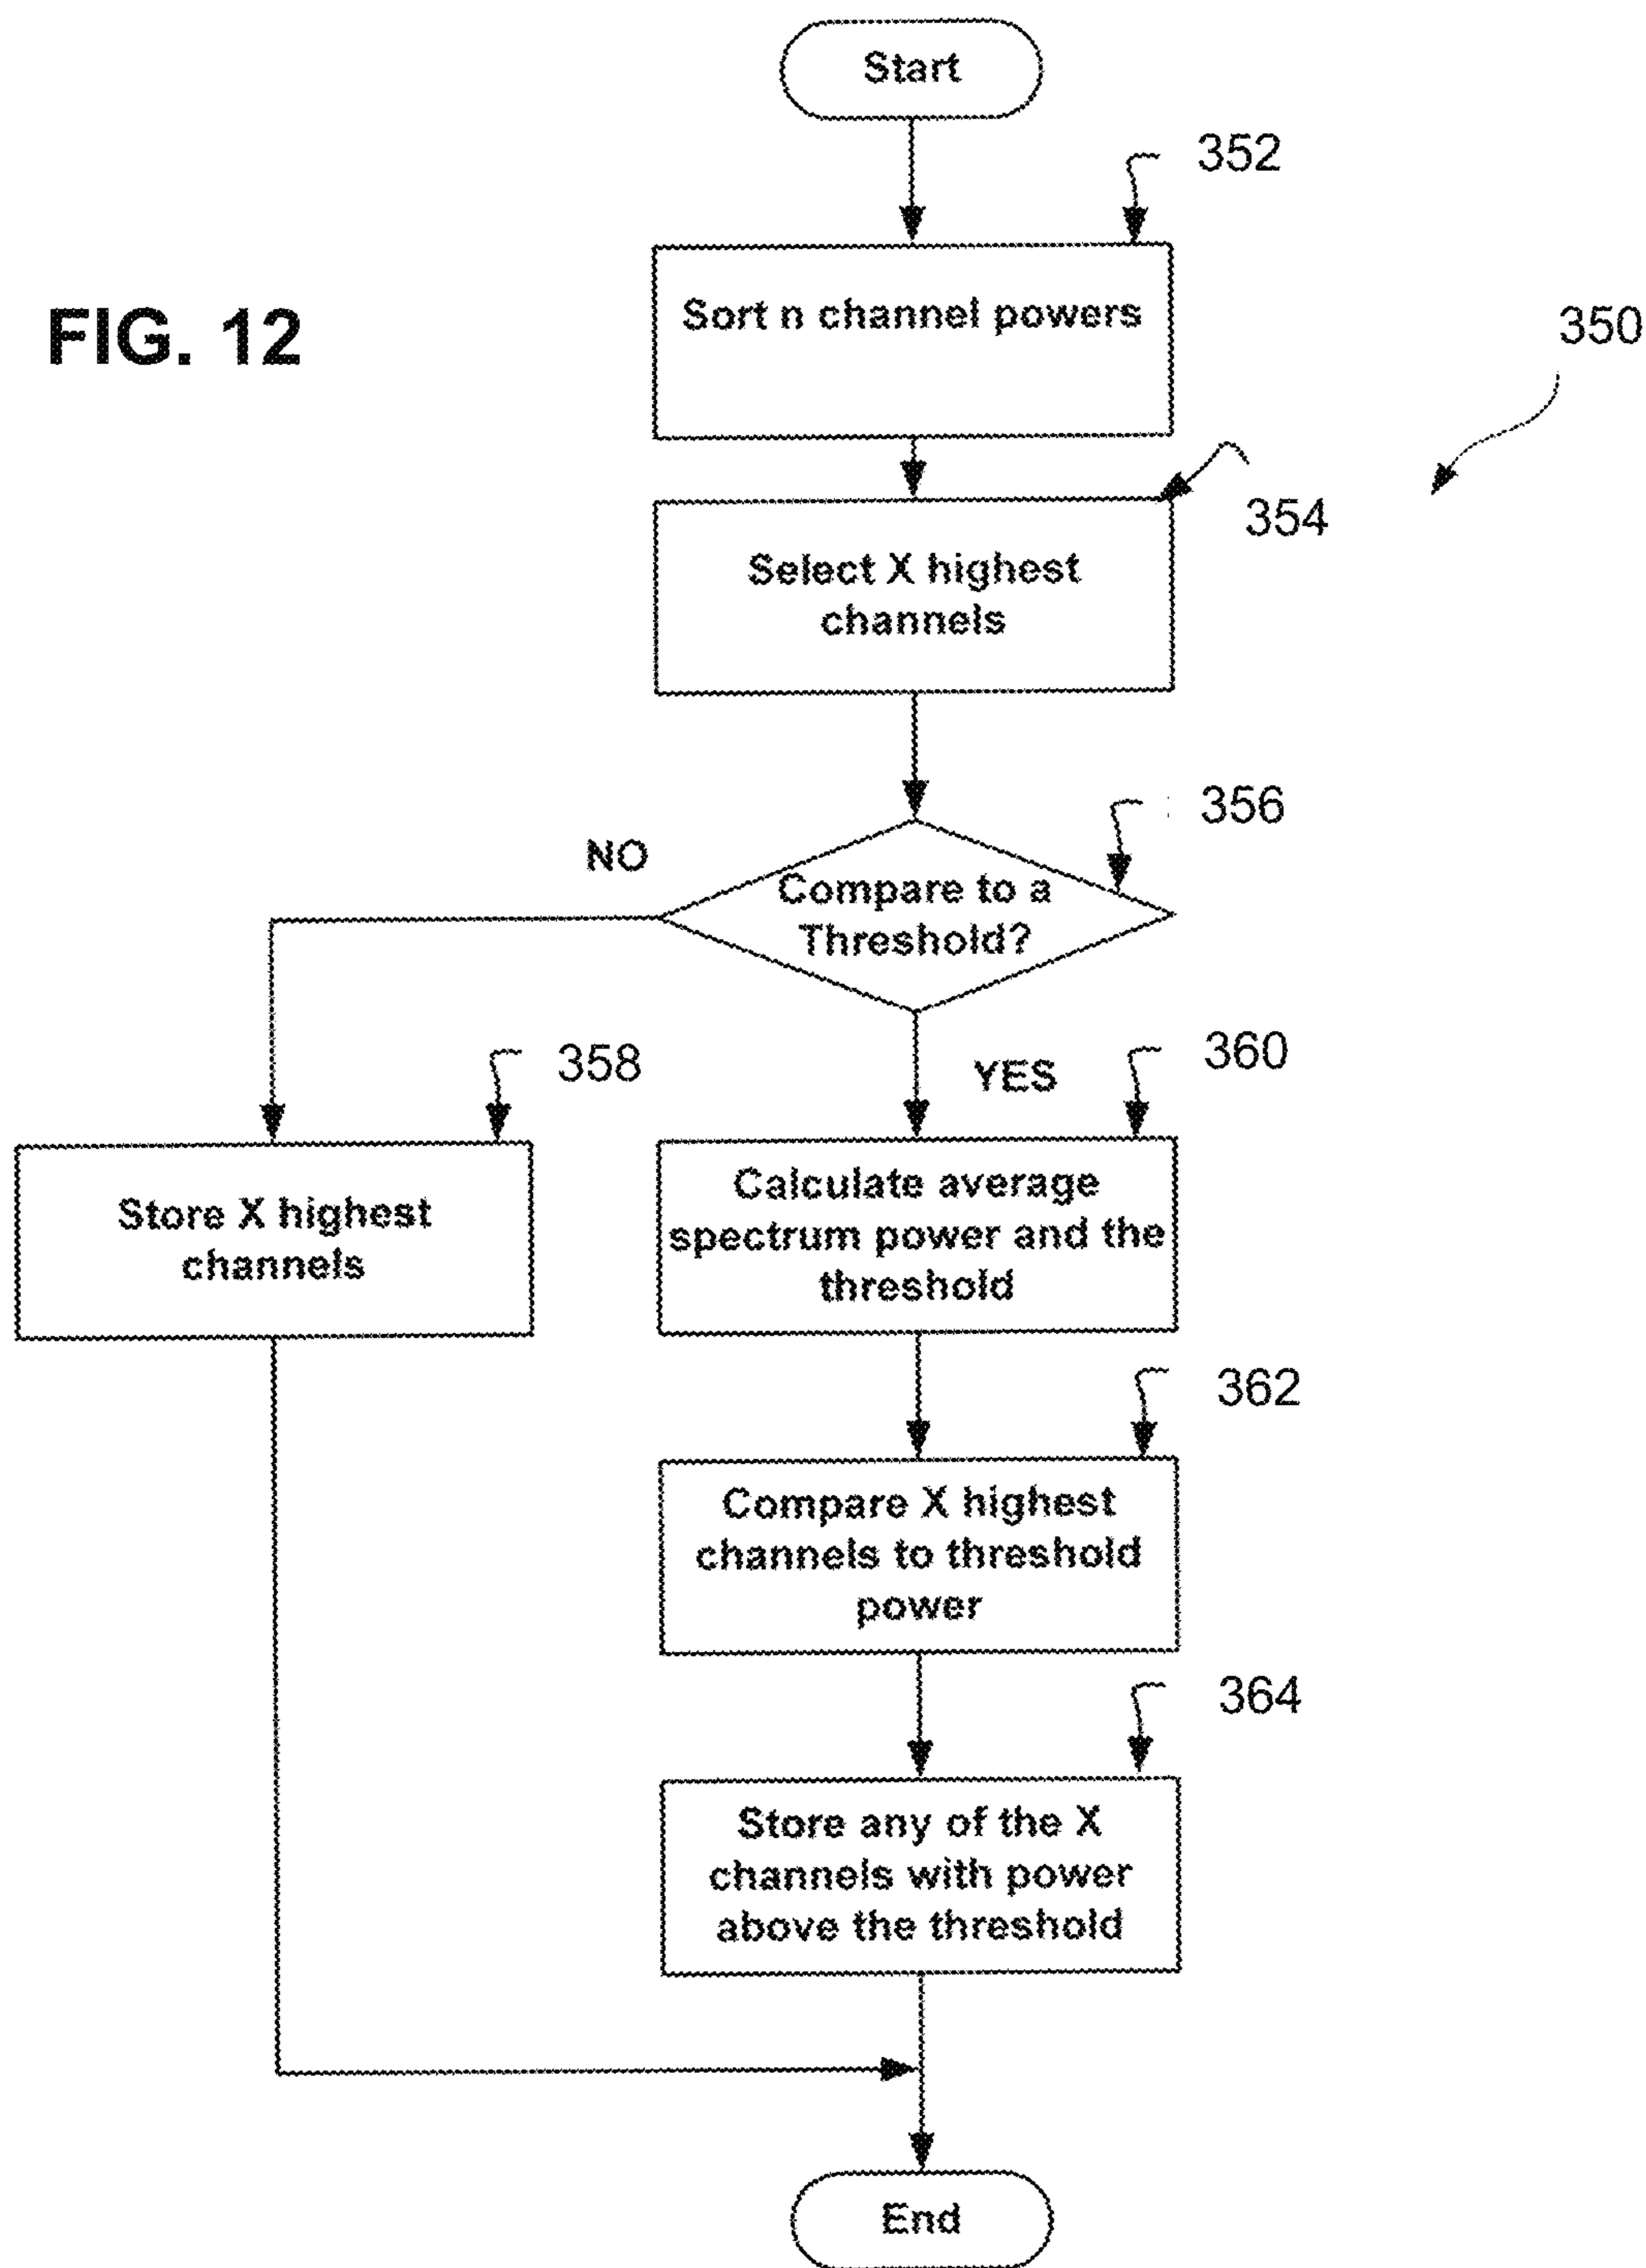 Start
352
Sort n channel powers
FIG. 12
350
354
Select X highest
channels
356
NO
Compare to a
Threshold?
358
YES
360
Store X highest
channels
Calculate average
spectrum power and the
threshold
362
Compare X highest
channels to threshold
power
364
Store any of the X
channels with power
above the threshold
End